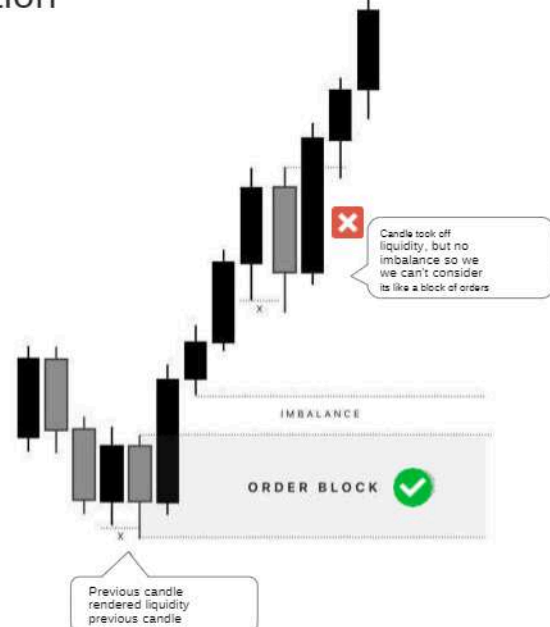 Candle took off
liquidity, but no
imbalance so we
we can't consider
its like a block of orders
x
IMBALANCE
ORDER BLOCK
x
Previous candle
rendered liquidity
previous candle